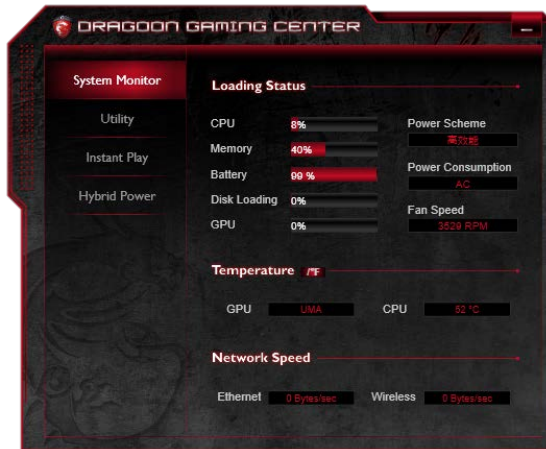 DRAGOON GAMING CENTER
System Monitor
Utility
Instant Play
Hybrid Power
Loading Status
CPU 8%
Memory 40%
Battery 99 %
Disk Loading 0%
GPU 0%
Power Scheme
高效能
Power Consumption
AC
Fan Speed
3529 RPM
Temperature /°F
GPU UMA CPU 52 °C
Network Speed
Ethernet 0 Bytes/sec Wireless 0 Bytes/sec